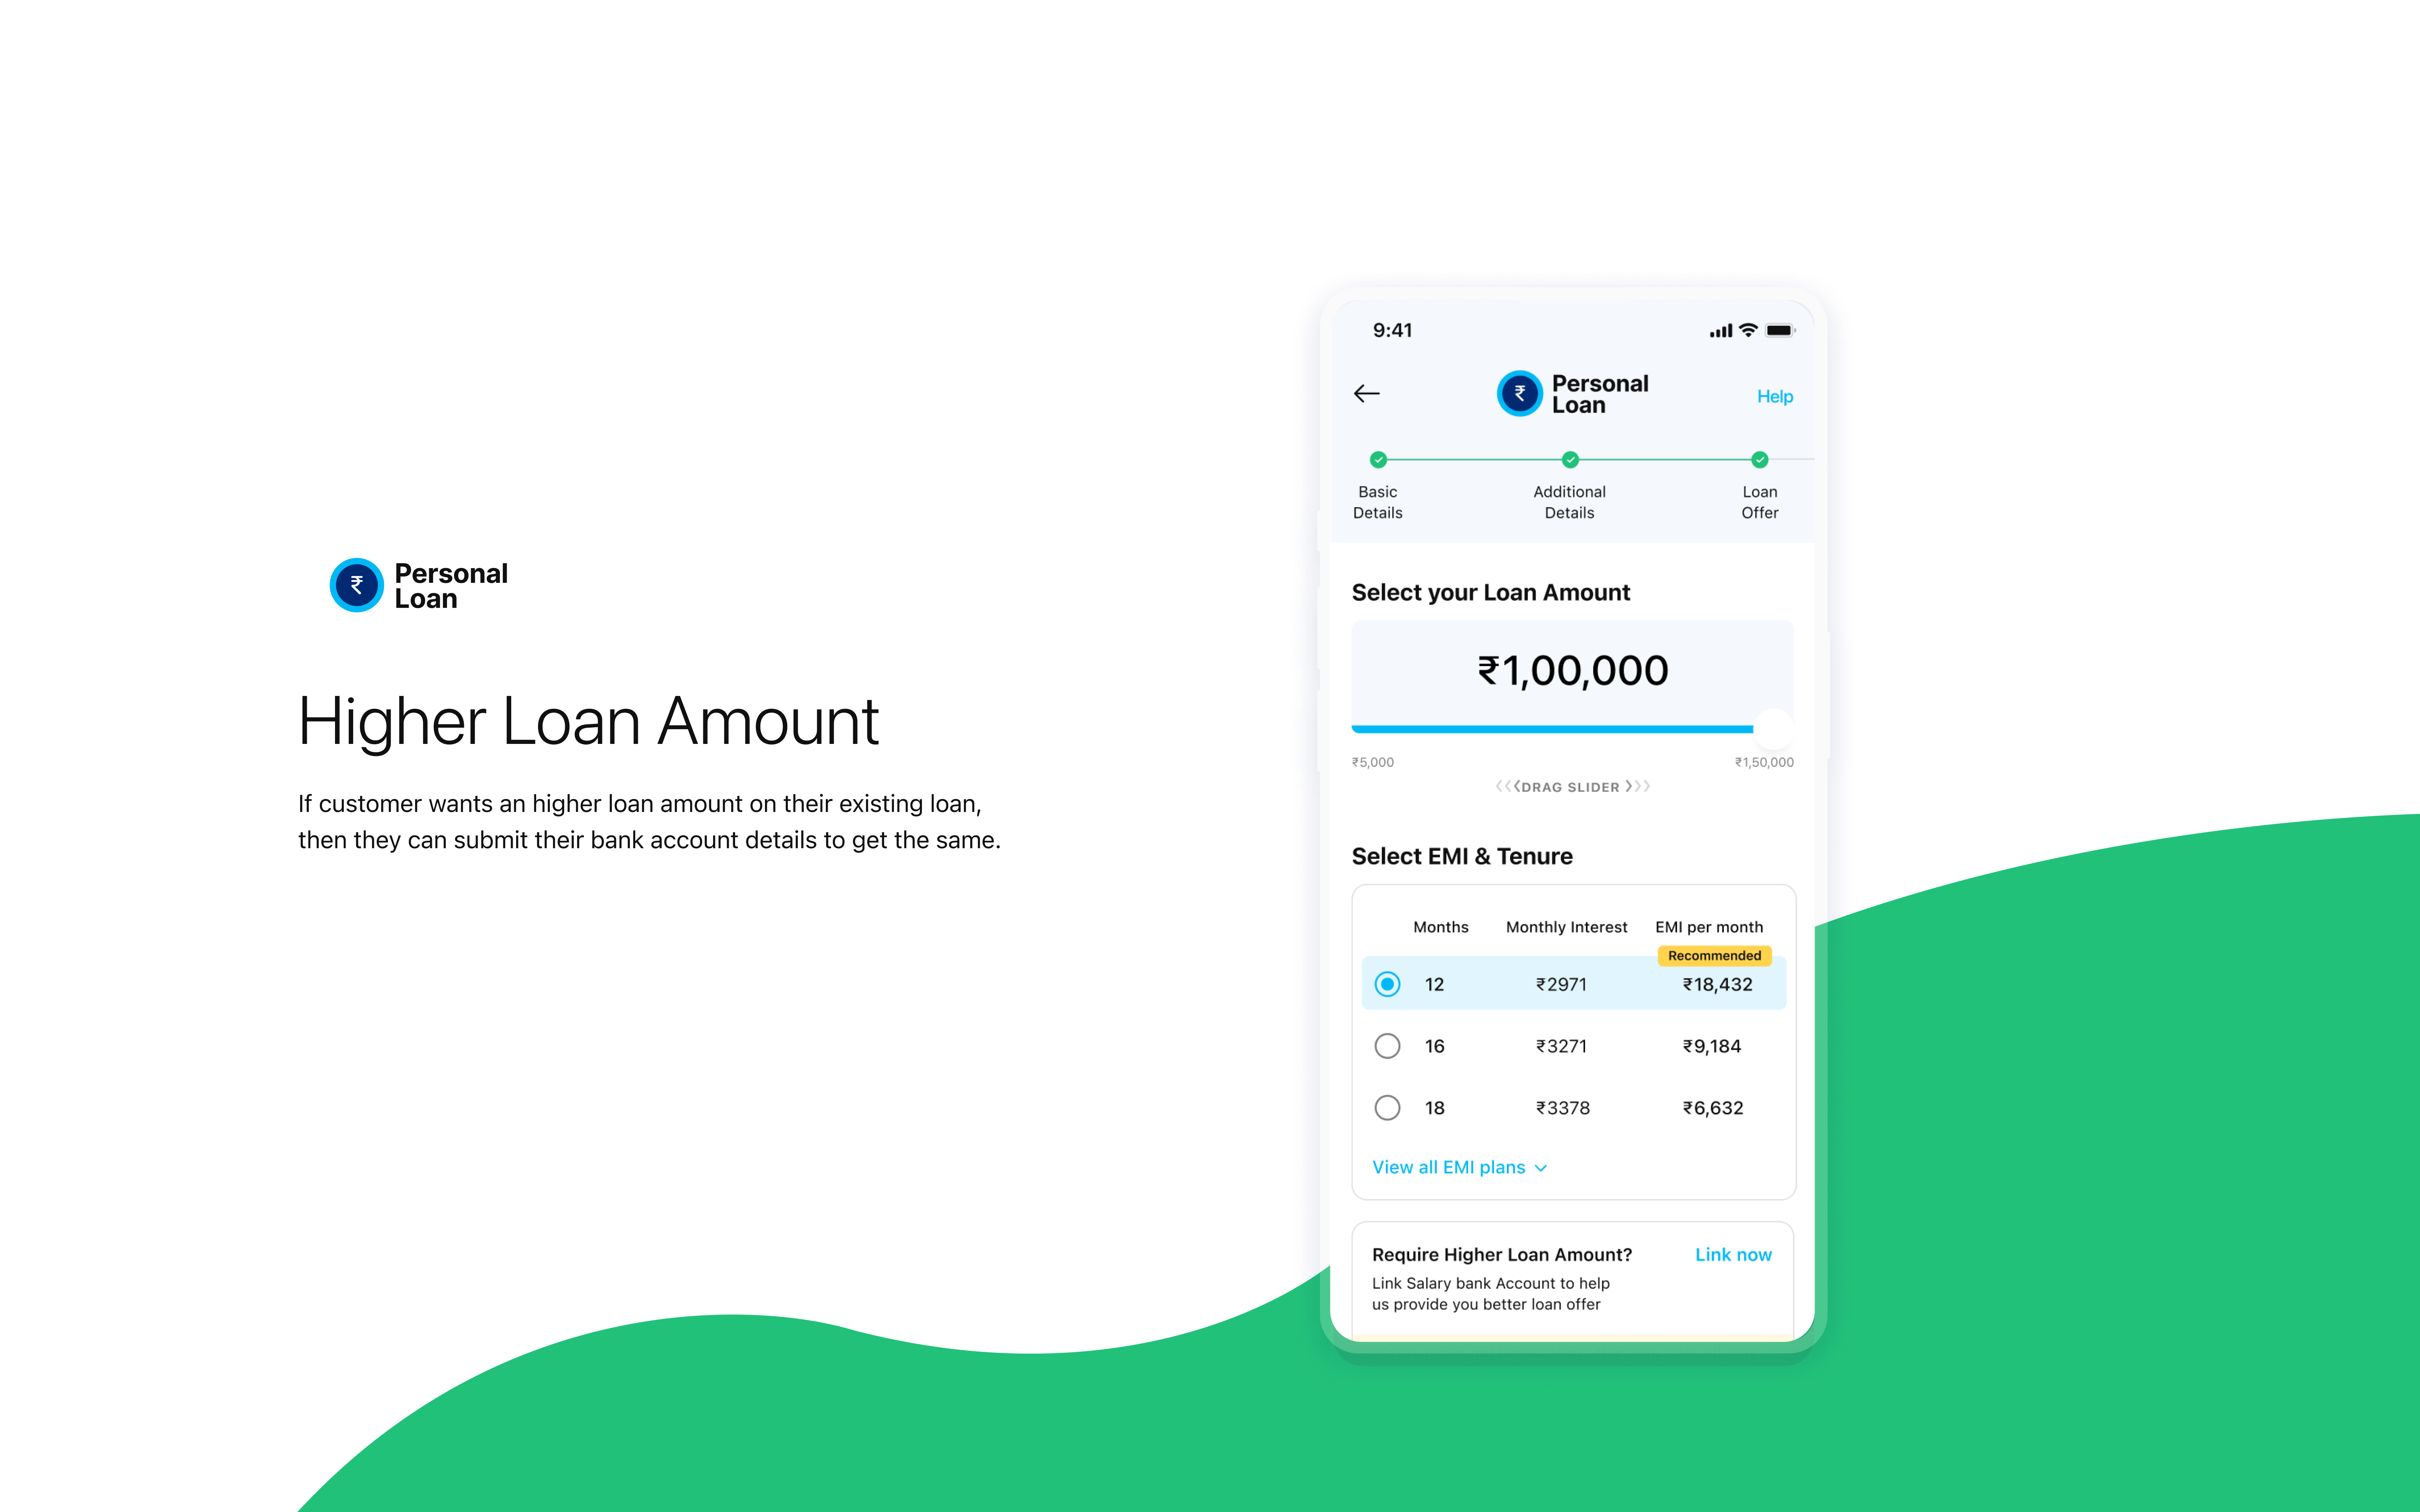 Personal
Loan
Higher Loan Amount
If customer wants an higher loan amount on their existing loan,
then they can submit their bank account details to get the same.
9:41
₹
Personal
Loan
Help
Basic
Details
Additional
Details
Loan
Offer
Select your Loan Amount
₹1,00,000
₹5,000
₹1,50,000
DRAG SLIDER
Select EMI & Tenure
Months Monthly Interest EMI per month
Recommended
12 ₹2971 ₹18,432
16 ₹3271 ₹9,184
18 ₹3378 ₹6,632
View all EMI plans
Require Higher Loan Amount? Link now
Link Salary bank Account to help
us provide you better loan offer